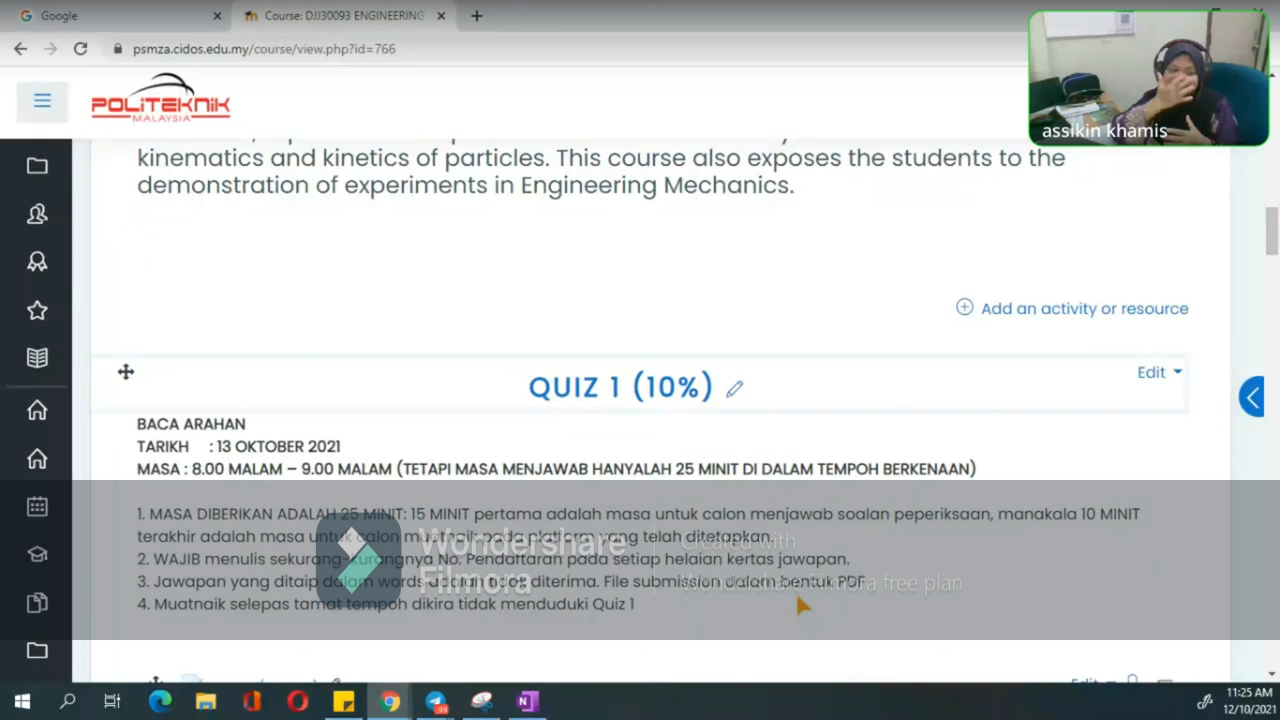 Google
Course: DJJ30093 ENGINEERING
psmza.cidos.edu.my/course/view.php?id=766
POLITEKNIK
MALAYSIA
assikin khamis
kinematics and kinetics of particles. This course also exposes the students to the
demonstration of experiments in Engineering Mechanics.
Add an activity or resource
QUIZ 1 (10%)
Edit
BACA ARAHAN
TARIKH : 13 OKTOBER 2021
MASA : 8.00 MALAM – 9.00 MALAM (TETAPI MASA MENJAWAB HANYALAH 25 MINIT DI DALAM TEMPOH BERKENAAN)
1. MASA DIBERIKAN ADALAH 25 MINIT: 15 MINIT pertama adalah masa untuk calon menjawab soalan peperiksaan, manakala 10 MINIT
terakhir adalah masa untuk calon muatnaik pada platform yang telah ditetapkan.
2. WAJIB menulis sekurang-kurangnya No. Pendaftaran pada setiap helaian kertas jawapan.
3. Jawapan yang ditaip dalam words adalah tidak diterima. File submission dalam bentuk PDF
4. Muatnaik selepas tamat tempoh dikira tidak menduduki Quiz 1
Wondershare
Filmora
Created with
Wondershare Filmora free plan
Edit
11:25 AM
12/10/2021